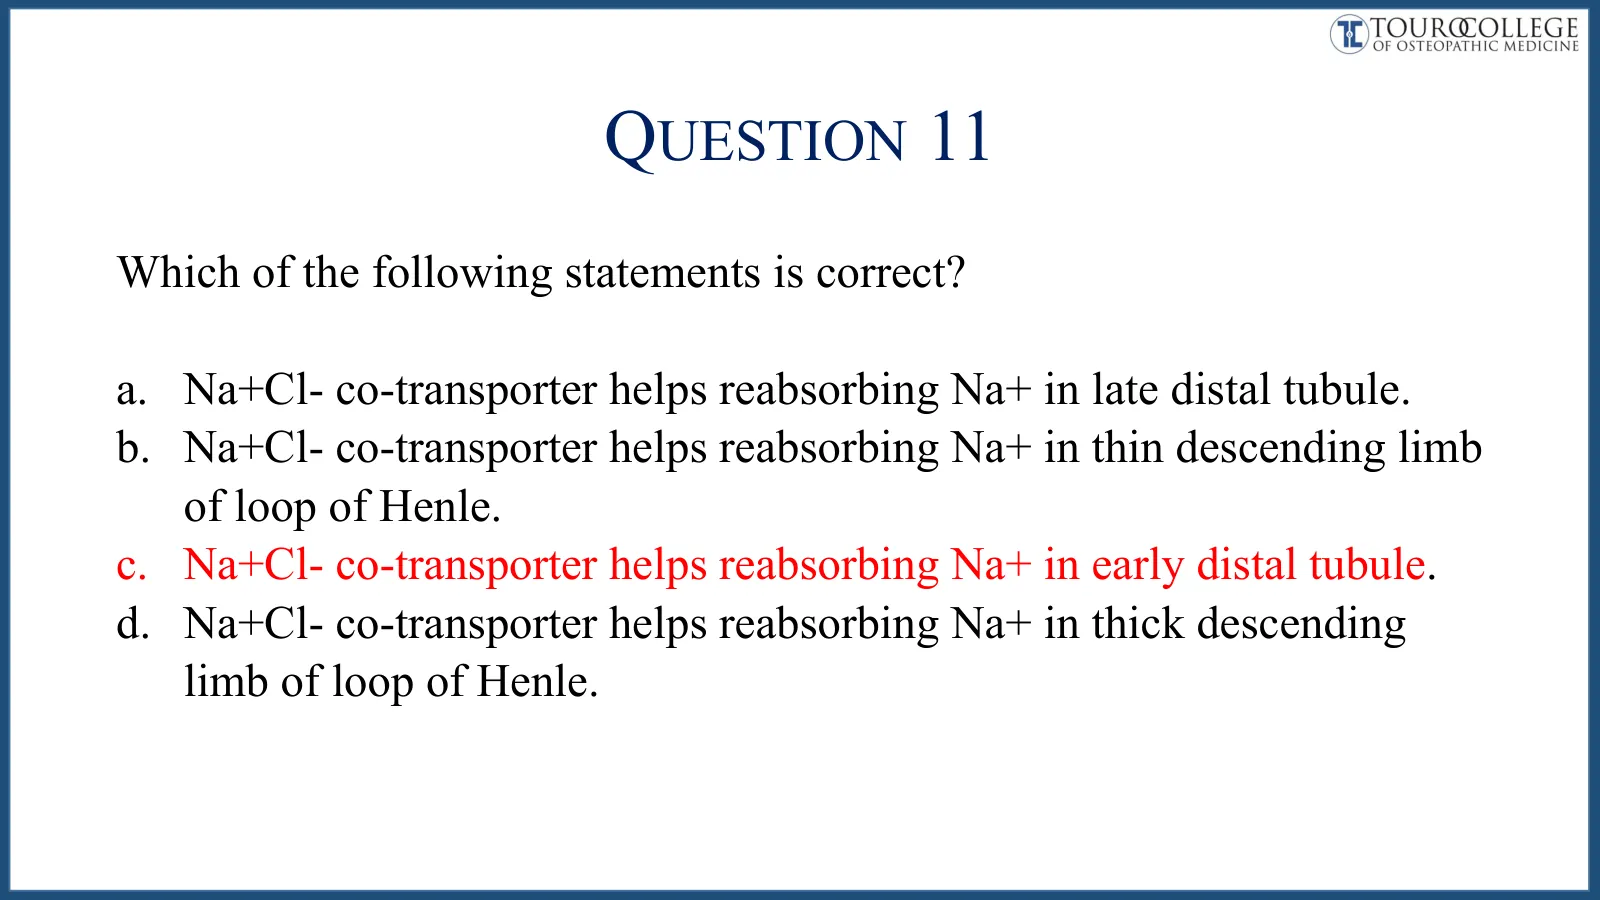 TOUROCOLLEGE
OF OSTEOPATHIC MEDICINE
QUESTION 11
Which of the following statements is correct?
a. Na+Cl- co-transporter helps reabsorbing Na+ in late distal tubule.
b. Na+Cl- co-transporter helps reabsorbing Na+ in thin descending limb
of loop of Henle.
c. Na+Cl- co-transporter helps reabsorbing Na+ in early distal tubule.
d. Na+Cl- co-transporter helps reabsorbing Na+ in thick descending
limb of loop of Henle.